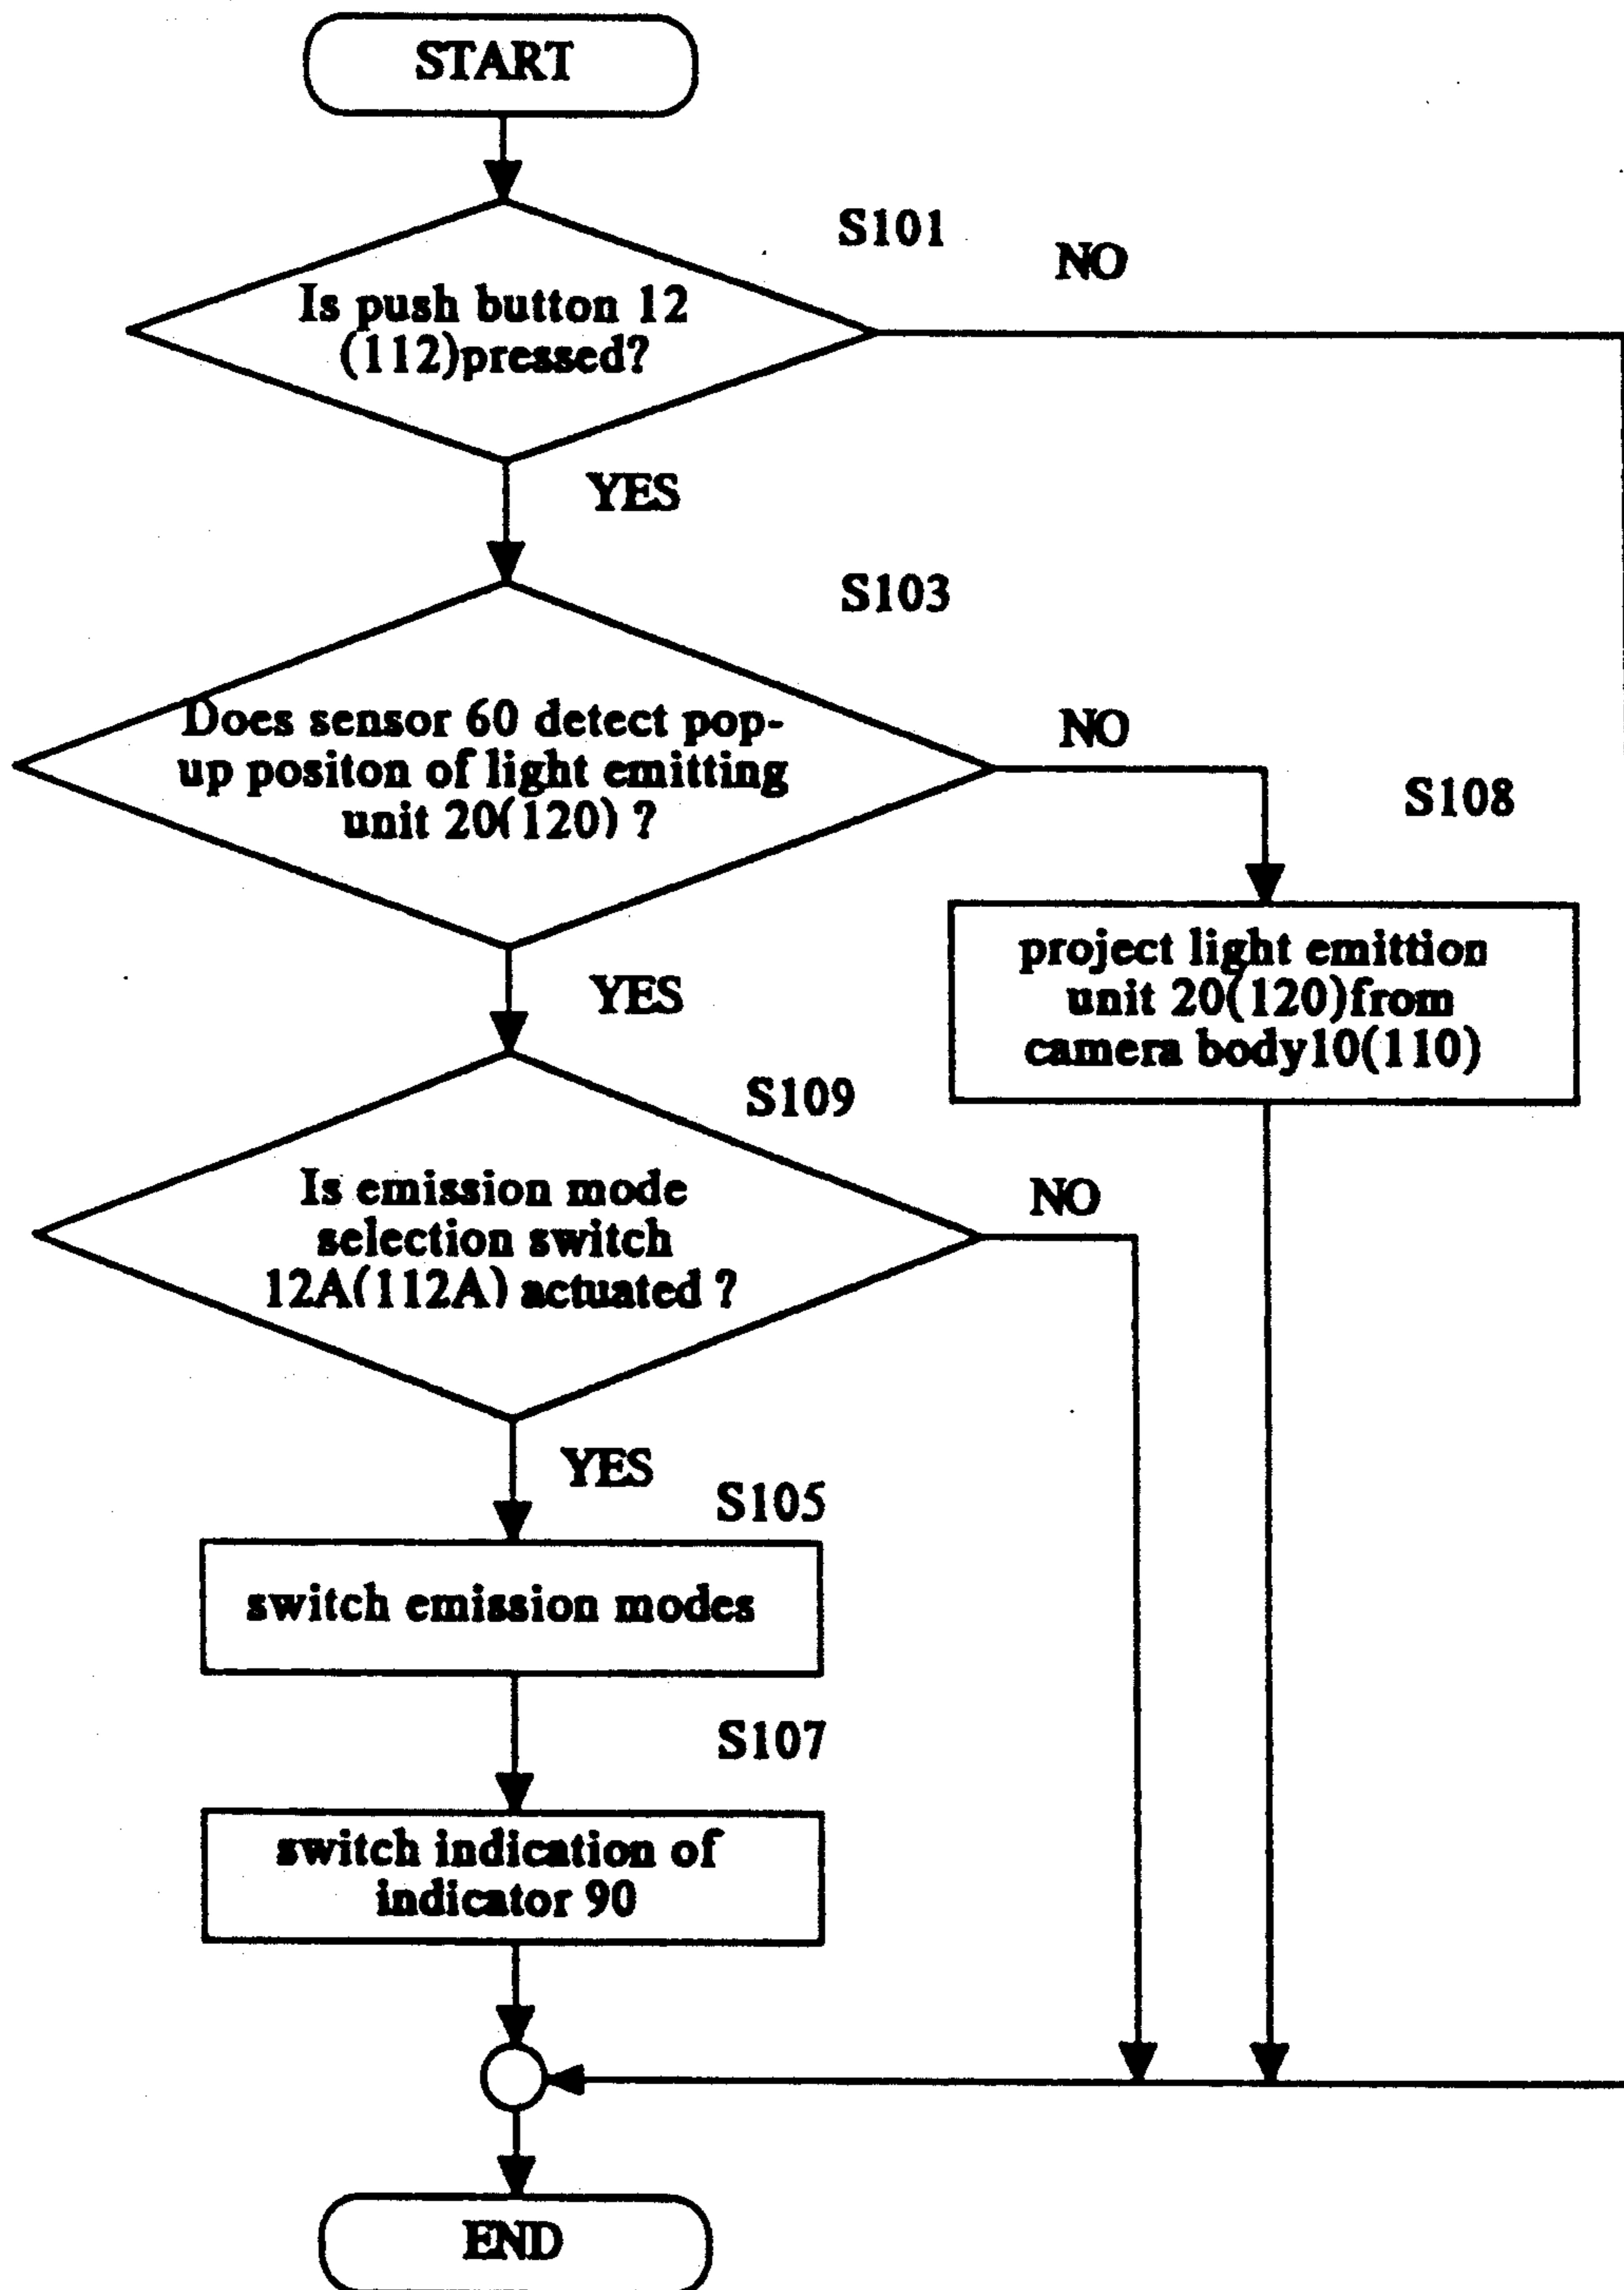 START
S101
NO
Is push button 12
(112)pressed?
YES
S103
Does sensor 60 detect pop-
up positon of light emitting
unit 20(120) ?
NO
S108
project light emittion
unit 20(120)from
camera body10(110)
YES
S109
Is emission mode
selection switch
12A(112A) actuated ?
NO
YES
S105
switch emission modes
S107
switch indication of
indicator 90
END